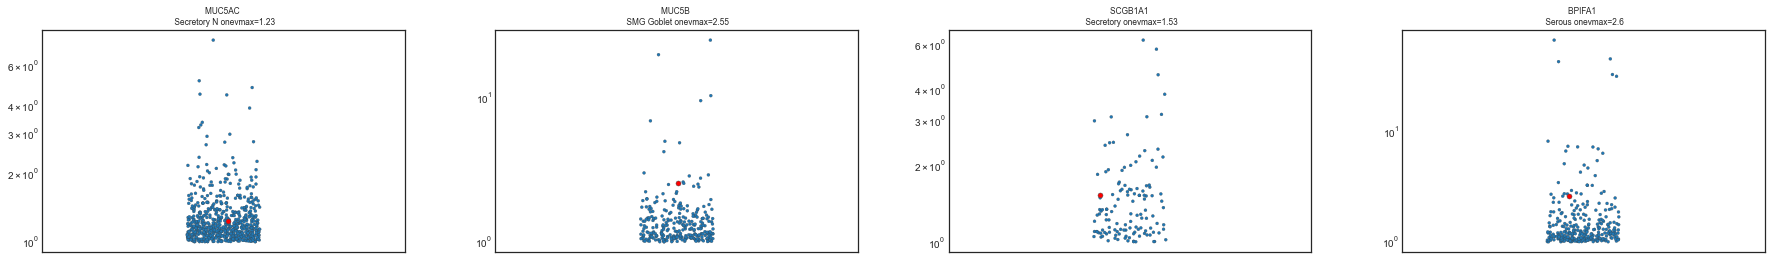 MUC5AC
Secretory N onevmax=1.23
6 × 10⁰
4 × 10⁰
3 × 10⁰
2 × 10⁰
10⁰
MUC5B
SMG Goblet onevmax=2.55
10¹
10⁰
SCGB1A1
Secretory onevmax=1.53
6 × 10⁰
4 × 10⁰
3 × 10⁰
2 × 10⁰
10⁰
BPIFA1
Serous onevmax=2.6
10¹
10⁰